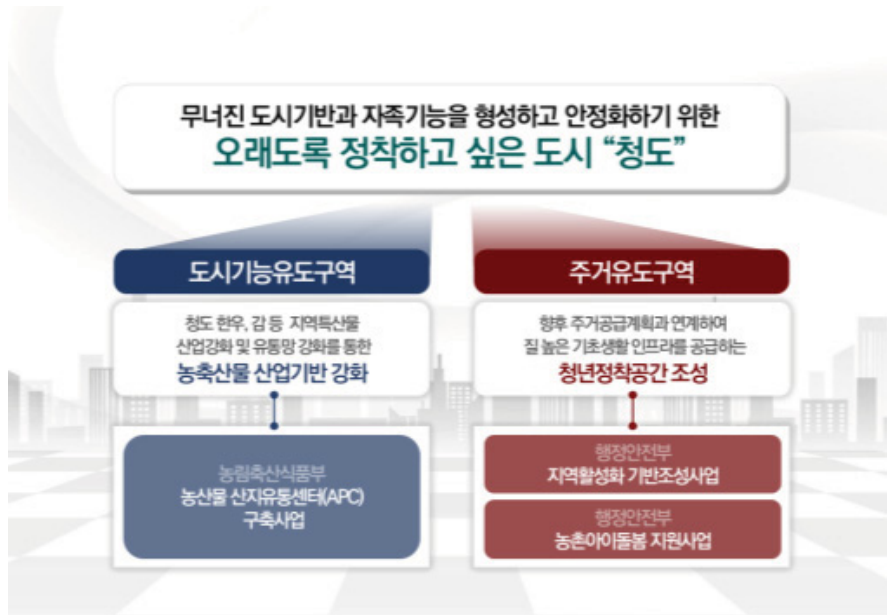 무너진 도시기반과 자족기능을 형성하고 안정화하기 위한
오래도록 정착하고 싶은 도시 “청도”
도시기능유도구역
청도 한우, 감 등 지역특산물
산업강화 및 유통망 강화를 통한
농축산물 산업기반 강화
농림축산식품부
농산물 산지유통센터(APC)
구축사업
주거유도구역
향후 주거공급계획과 연계하여
질 높은 기초생활 인프라를 공급하는
청년정착공간 조성
행정안전부
지역활성화 기반조성사업
행정안전부
농촌아이돌봄 지원사업